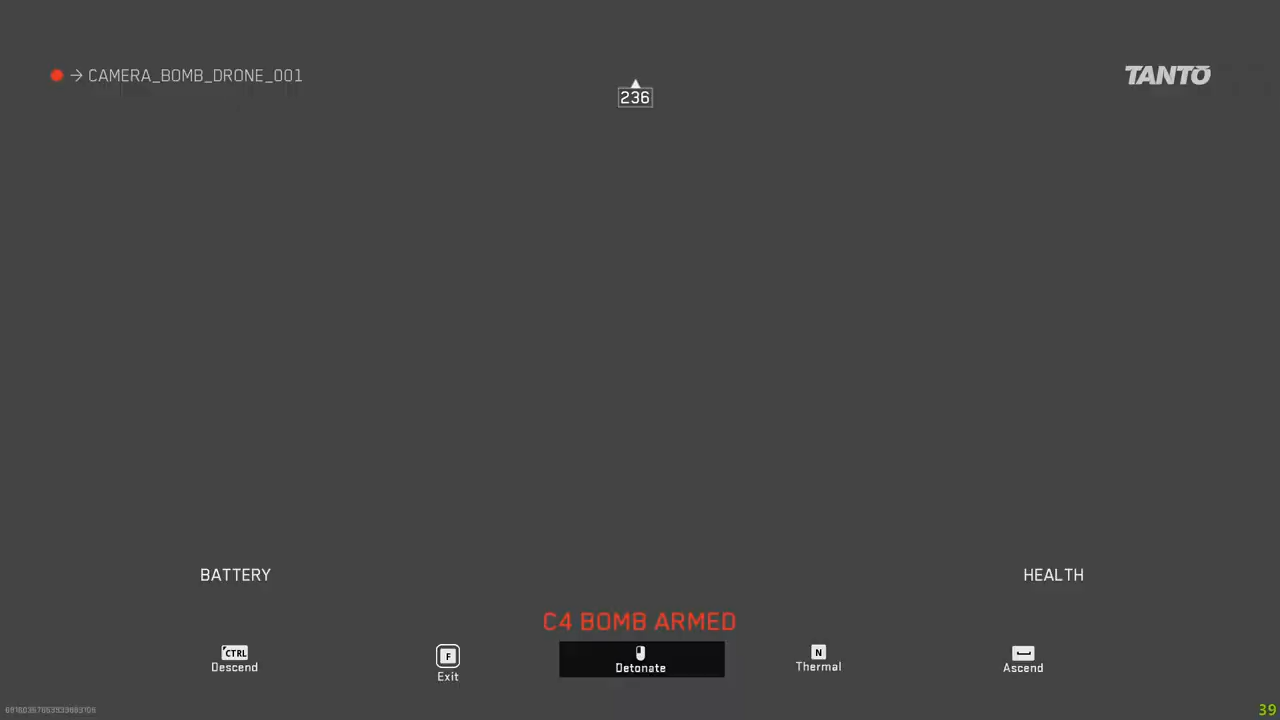 → CAMERA_BOMB_DRONE_001
TANTO
236
BATTERY
HEALTH
C4 BOMB ARMED
CTRL
Descend
F
Exit
Detonate
N
Thermal
Ascend
39